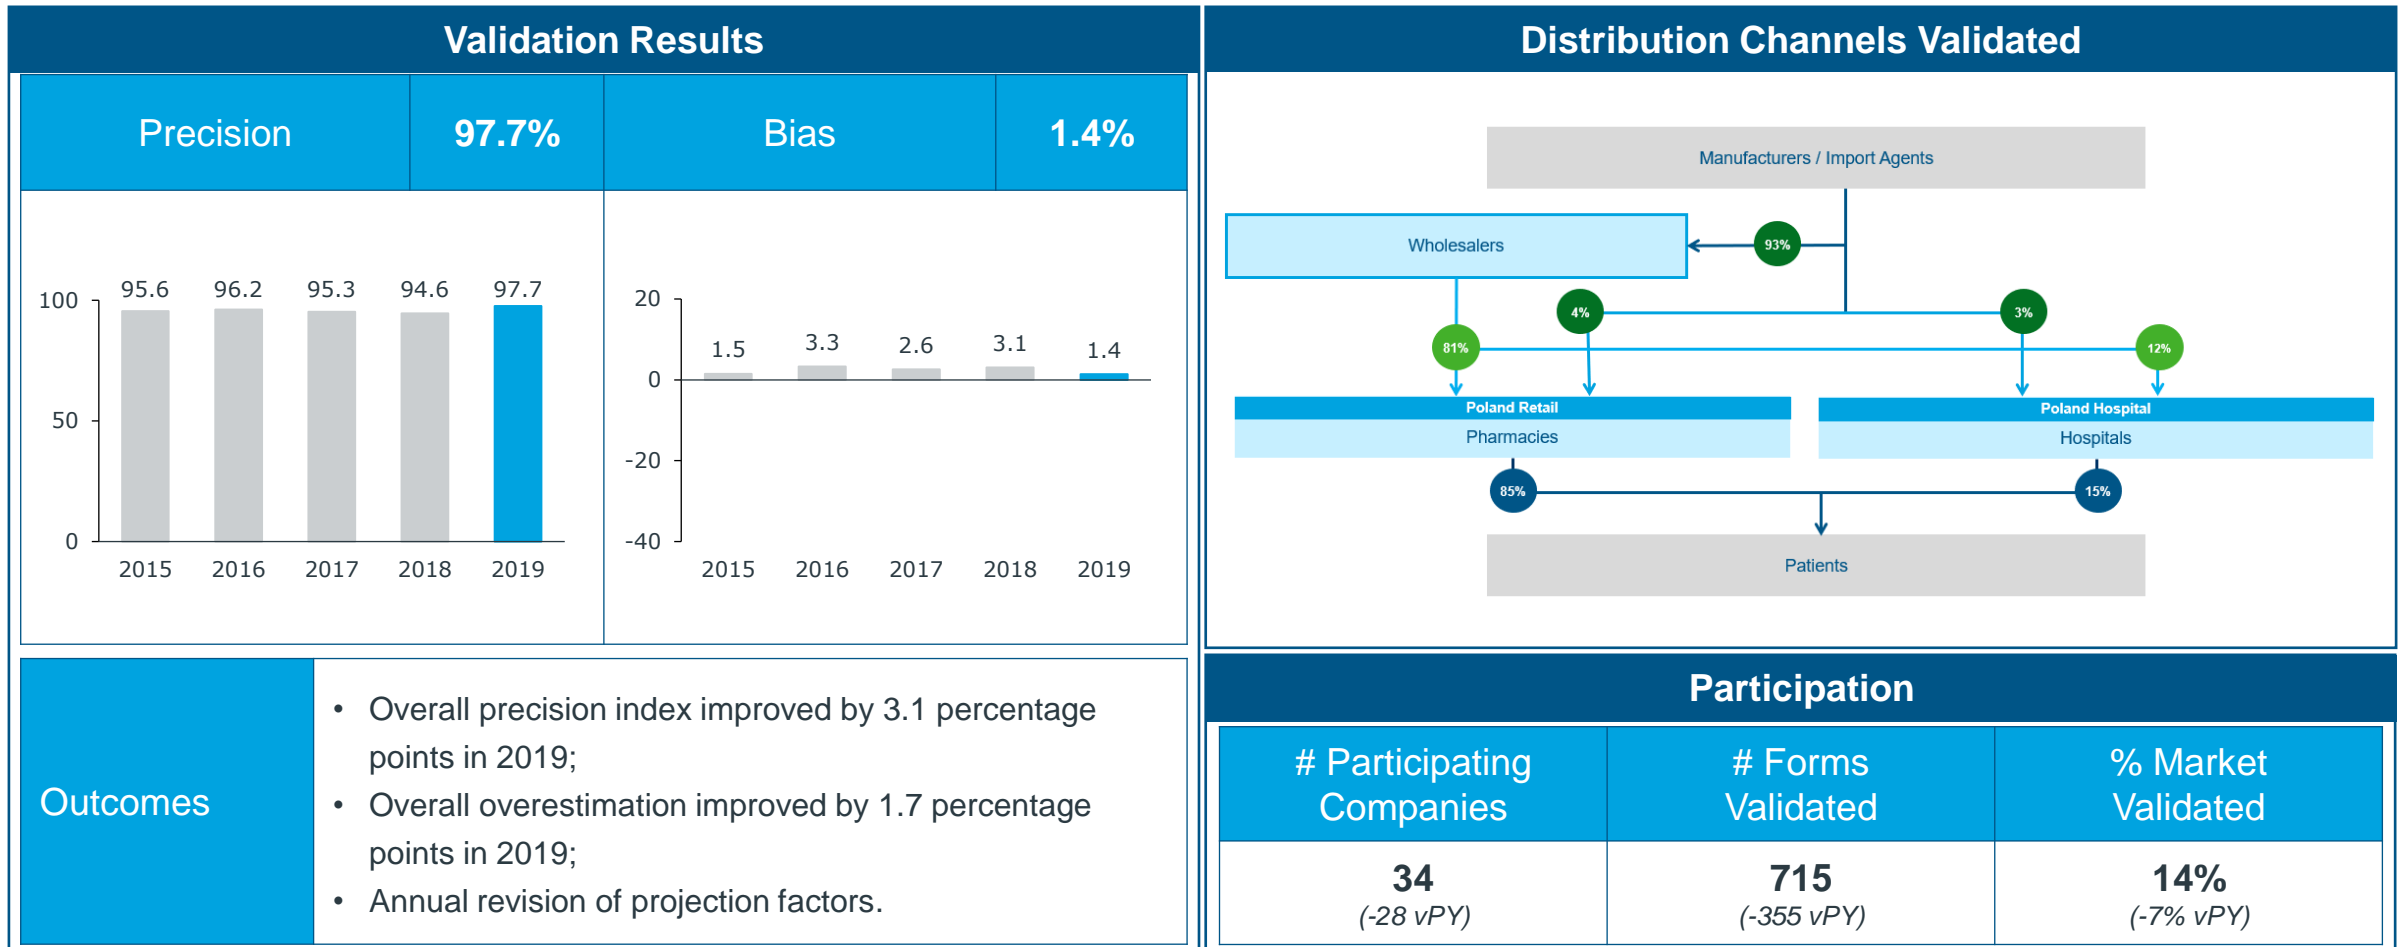 Validation Results
Precision
97.7%
Bias
1.4%
100
50
0
95.6
96.2
95.3
94.6
97.7
2015
2016
2017
2018
2019
20
0
-20
-40
1.5
3.3
2.6
3.1
1.4
2015
2016
2017
2018
2019
Outcomes
• Overall precision index improved by 3.1 percentage
points in 2019;
• Overall overestimation improved by 1.7 percentage
points in 2019;
• Annual revision of projection factors.
Distribution Channels Validated
Manufacturers / Import Agents
Wholesalers
93%
4%
3%
81%
12%
Poland Retail
Pharmacies
Poland Hospital
Hospitals
85%
15%
Patients
Participation
# Participating
Companies
# Forms
Validated
% Market
Validated
34
(-28 vPY)
715
(-355 vPY)
14%
(-7% vPY)